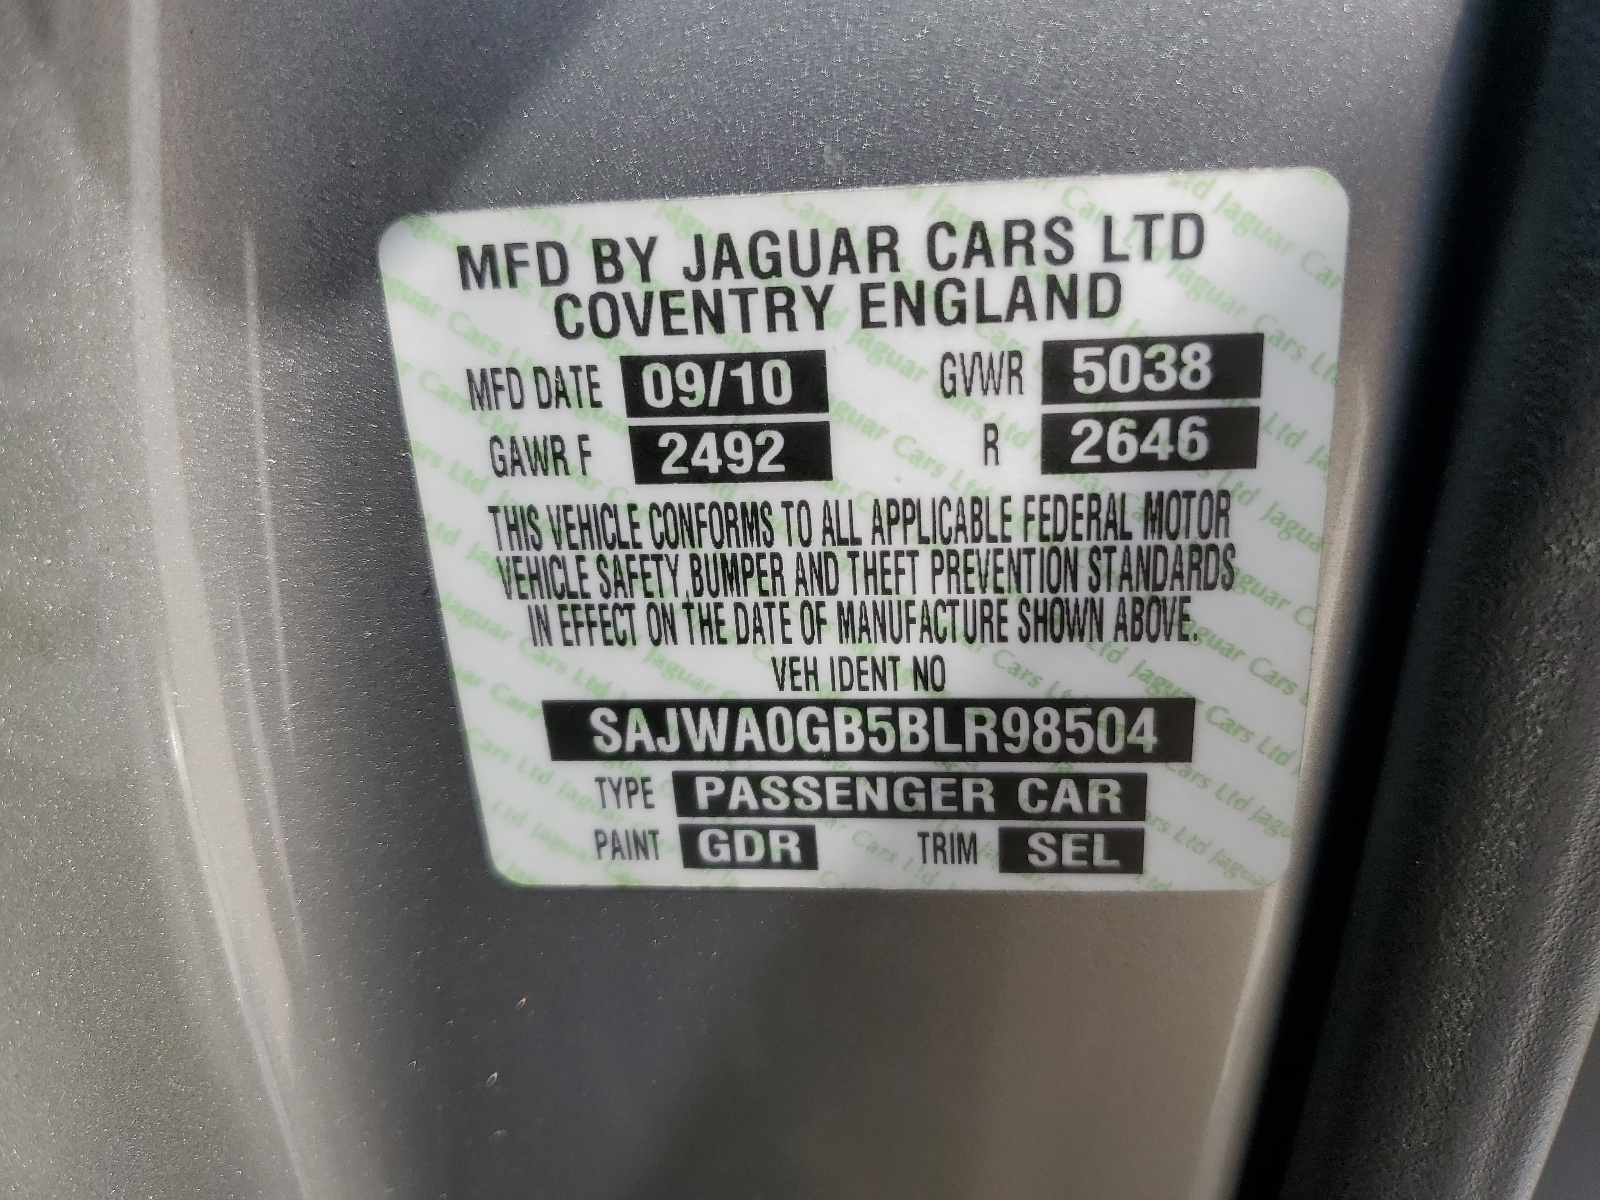 MFD BY JAGUAR CARS LTD
COVENTRY ENGLAND
MFD DATE 09/10 GVWR 5038
GAWR F 2492 R 2646
THIS VEHICLE CONFORMS TO ALL APPLICABLE FEDERAL MOTOR
VEHICLE SAFETY,BUMPER AND THEFT PREVENTION STANDARDS
IN EFFECT ON THE DATE OF MANUFACTURE SHOWN ABOVE.
VEH IDENT NO
SAJWA0GB5BLR98504
TYPE PASSENGER CAR
PAINT GDR TRIM SEL